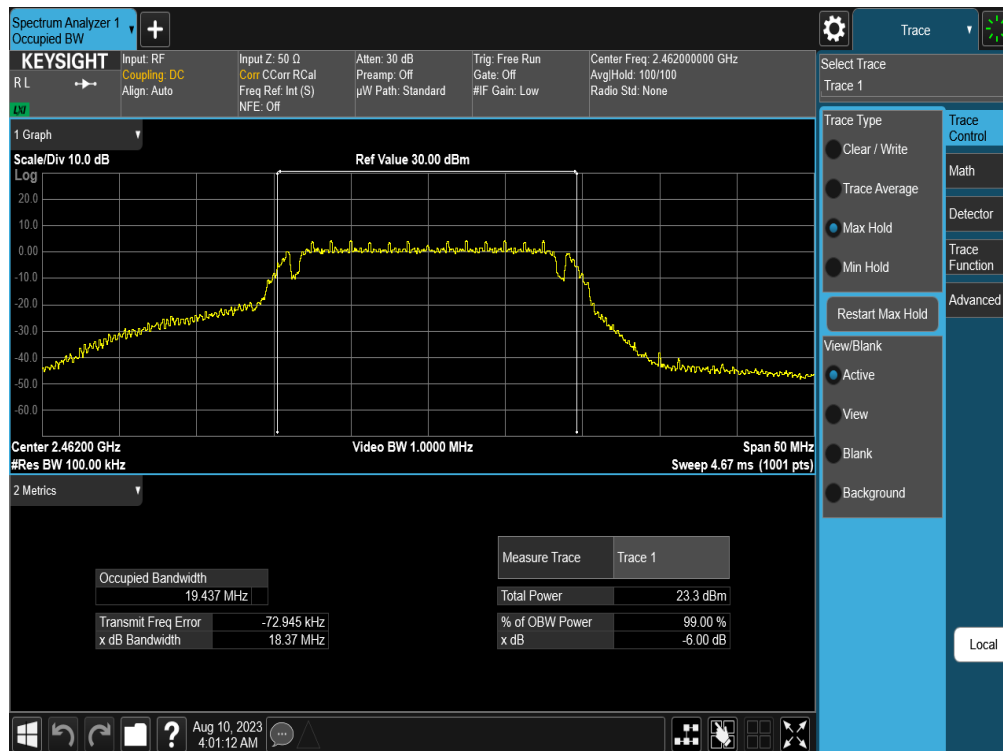 Spectrum Analyzer 1
Occupied BW
Trace
KEYSIGHT
R L
LXI
Input: RF
Coupling: DC
Align: Auto
Input Z: 50 Ω
Corr CCorr RCal
Freq Ref: Int (S)
NFE: Off
Atten: 30 dB
Preamp: Off
µW Path: Standard
Trig: Free Run
Gate: Off
#IF Gain: Low
Center Freq: 2.462000000 GHz
Avg|Hold: 100/100
Radio Std: None
Select Trace
Trace 1
1 Graph
Scale/Div 10.0 dB
Ref Value 30.00 dBm
Log
20.0
10.0
0.00
-10.0
-20.0
-30.0
-40.0
-50.0
-60.0
Center 2.46200 GHz
Video BW 1.0000 MHz
Span 50 MHz
#Res BW 100.00 kHz
Sweep 4.67 ms (1001 pts)
2 Metrics
Measure Trace
Trace 1
Occupied Bandwidth
19.437 MHz
Total Power
23.3 dBm
Transmit Freq Error
-72.945 kHz
% of OBW Power
99.00 %
x dB Bandwidth
18.37 MHz
x dB
-6.00 dB
Trace Type
Clear / Write
Trace Average
Max Hold
Min Hold
Restart Max Hold
View/Blank
Active
View
Blank
Background
Trace
Control
Math
Detector
Trace
Function
Advanced
Local
?
Aug 10, 2023
4:01:12 AM